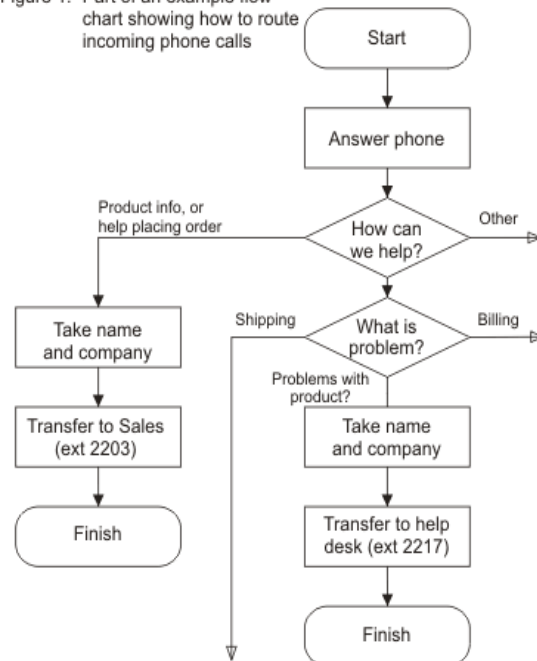 Figure 1. Part of an example flow
chart showing how to route
incoming phone calls
Start
Answer phone
How can
we help?
Product info, or
help placing order
Other
Take name
and company
Transfer to Sales
(ext 2203)
Finish
What is
problem?
Shipping
Billing
Problems with
product?
Take name
and company
Transfer to help
desk (ext 2217)
Finish